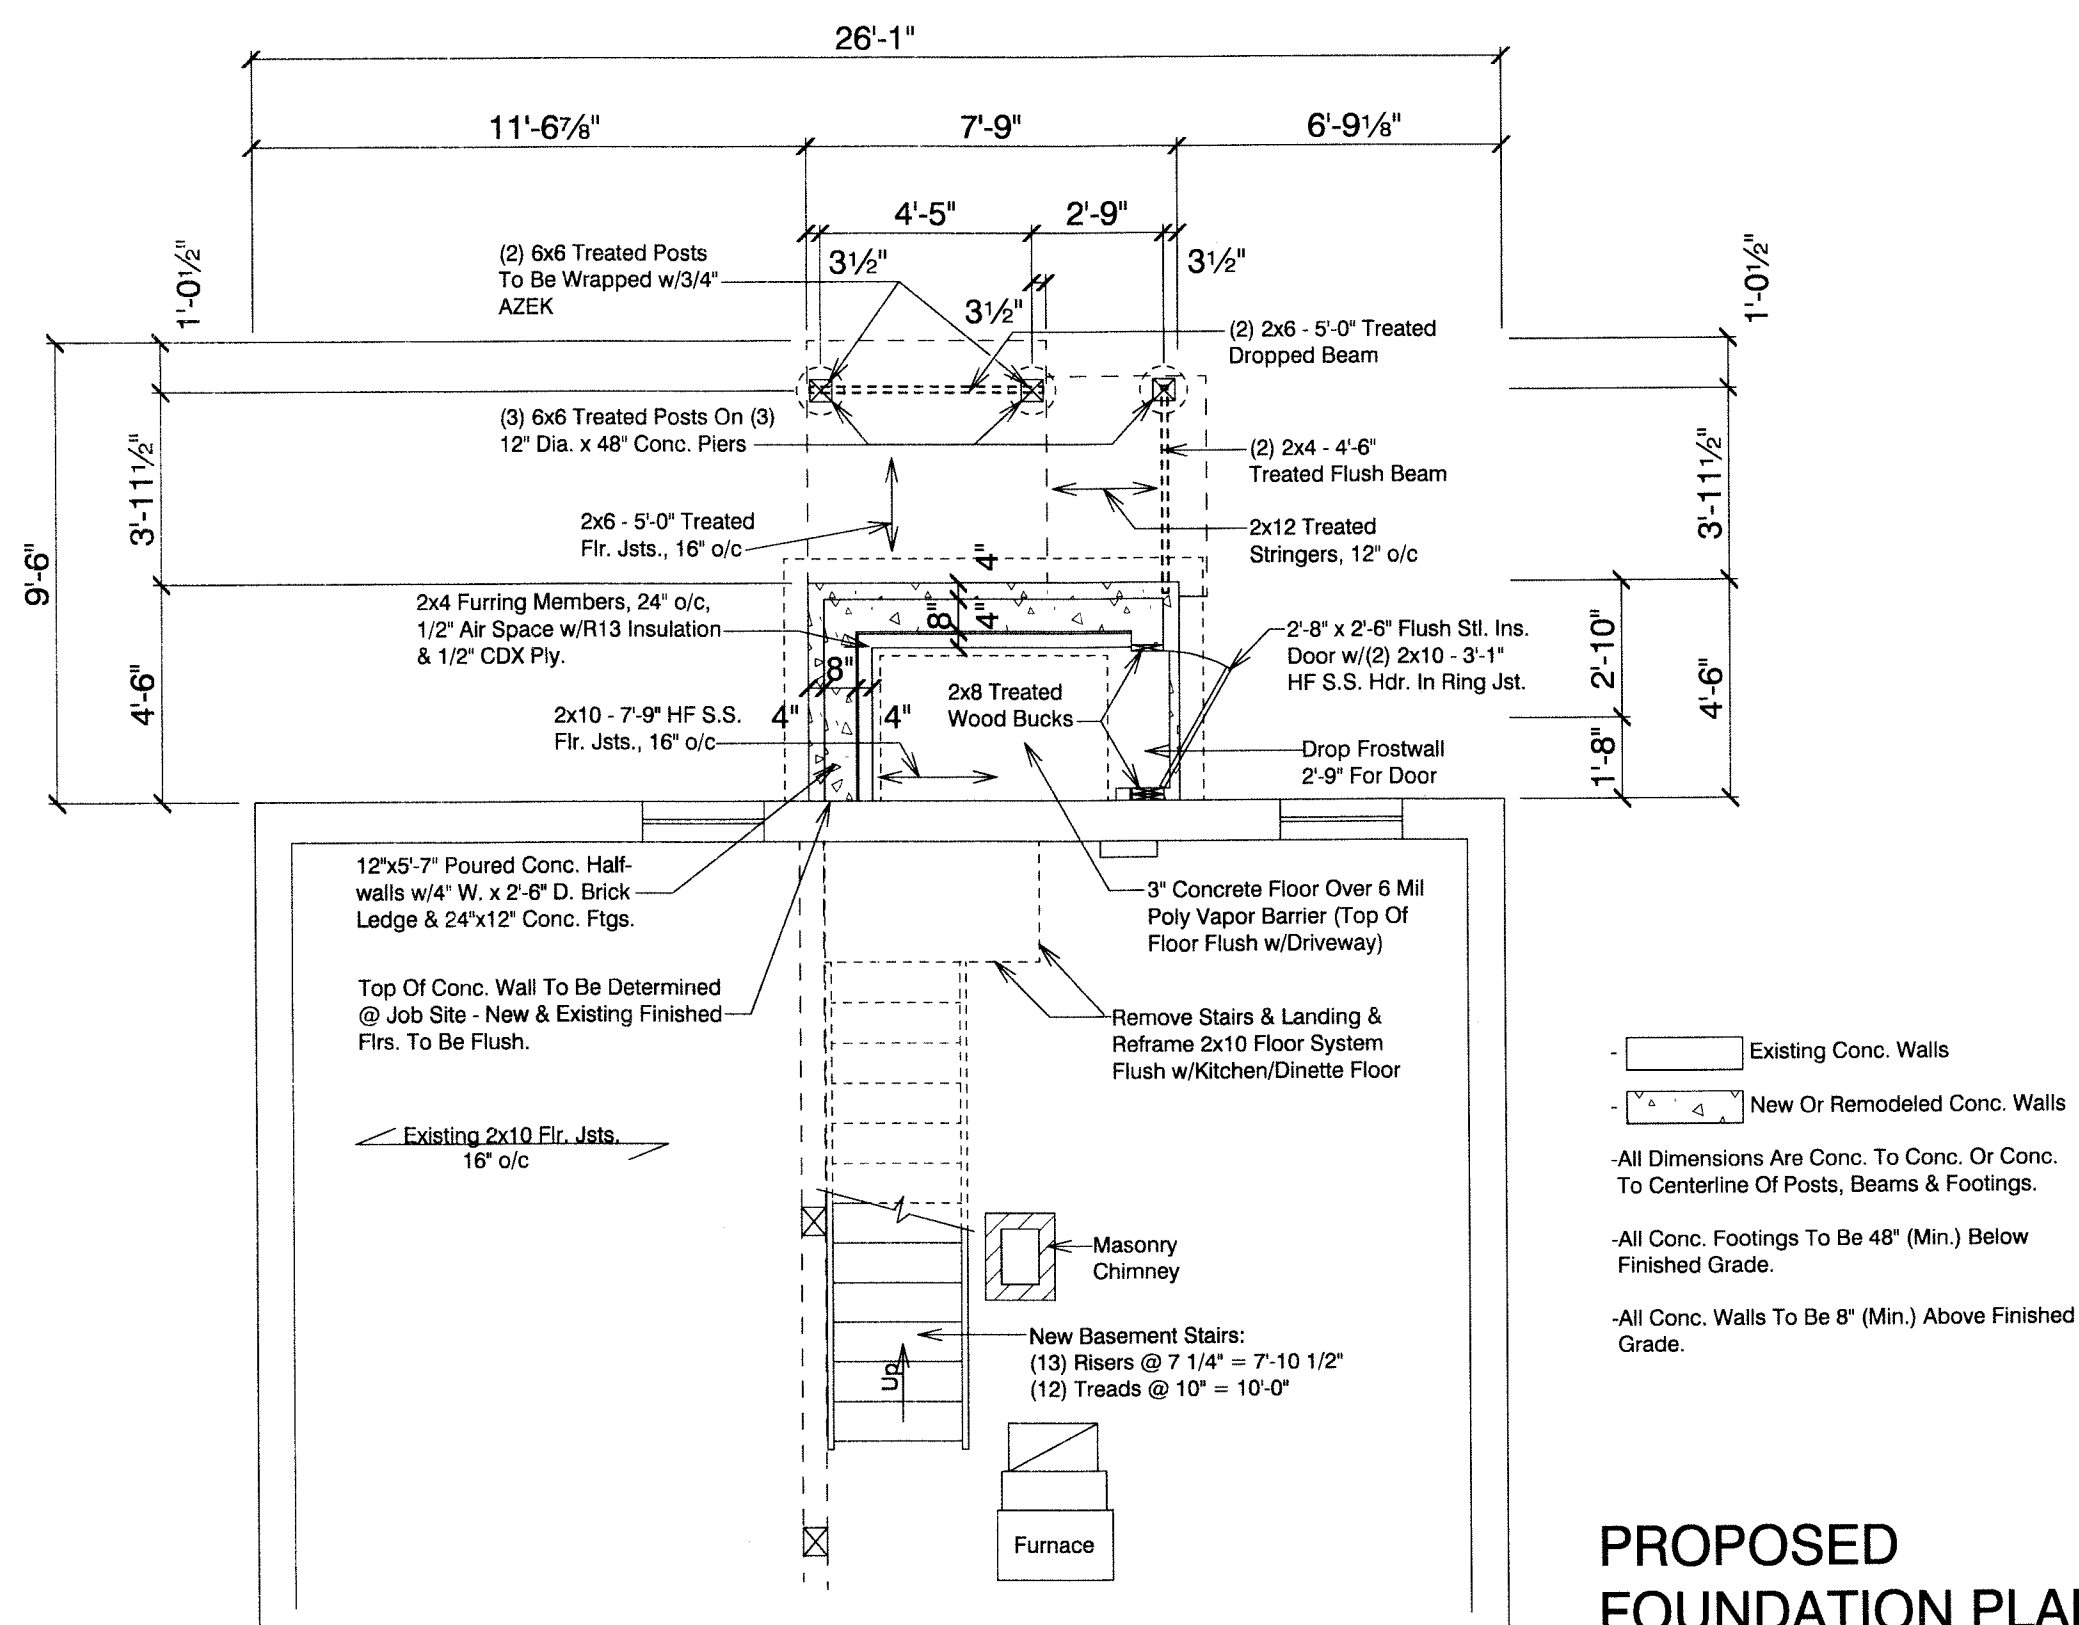 26'-1"
11'-6⅞"
7'-9"
6'-9⅛"
4'-5"
2'-9"
3½"
3½"
3½"
1'-0½"
1'-0½"
(2) 6x6 Treated Posts
To Be Wrapped w/3/4"
AZEK
(2) 2x6 - 5'-0" Treated
Dropped Beam
(3) 6x6 Treated Posts On (3)
12" Dia. x 48" Conc. Piers
(2) 2x4 - 4'-6"
Treated Flush Beam
3'-11½"
3'-11½"
2x6 - 5'-0" Treated
Flr. Jsts., 16" o/c
2x12 Treated
Stringers, 12" o/c
9'-6"
4"
8"
4"
2x4 Furring Members, 24" o/c,
1/2" Air Space w/R13 Insulation
& 1/2" CDX Ply.
2'-8" x 2'-6" Flush Stl. Ins.
Door w/(2) 2x10 - 3'-1"
HF S.S. Hdr. In Ring Jst.
4'-6"
2'-10"
4'-6"
8"
4"
4"
2x8 Treated
Wood Bucks
2x10 - 7'-9" HF S.S.
Flr. Jsts., 16" o/c
Drop Frostwall
2'-9" For Door
1'-8"
12"x5'-7" Poured Conc. Half-
walls w/4" W. x 2'-6" D. Brick
Ledge & 24"x12" Conc. Ftgs.
3" Concrete Floor Over 6 Mil
Poly Vapor Barrier (Top Of
Floor Flush w/Driveway)
Top Of Conc. Wall To Be Determined
@ Job Site - New & Existing Finished
Flrs. To Be Flush.
Remove Stairs & Landing &
Reframe 2x10 Floor System
Flush w/Kitchen/Dinette Floor
Existing 2x10 Flr. Jsts.
16" o/c
Masonry
Chimney
New Basement Stairs:
(13) Risers @ 7 1/4" = 7'-10 1/2"
(12) Treads @ 10" = 10'-0"
Up
Furnace
- Existing Conc. Walls
- New Or Remodeled Conc. Walls
-All Dimensions Are Conc. To Conc. Or Conc.
To Centerline Of Posts, Beams & Footings.
-All Conc. Footings To Be 48" (Min.) Below
Finished Grade.
-All Conc. Walls To Be 8" (Min.) Above Finished
Grade.
PROPOSED
FOUNDATION PLA